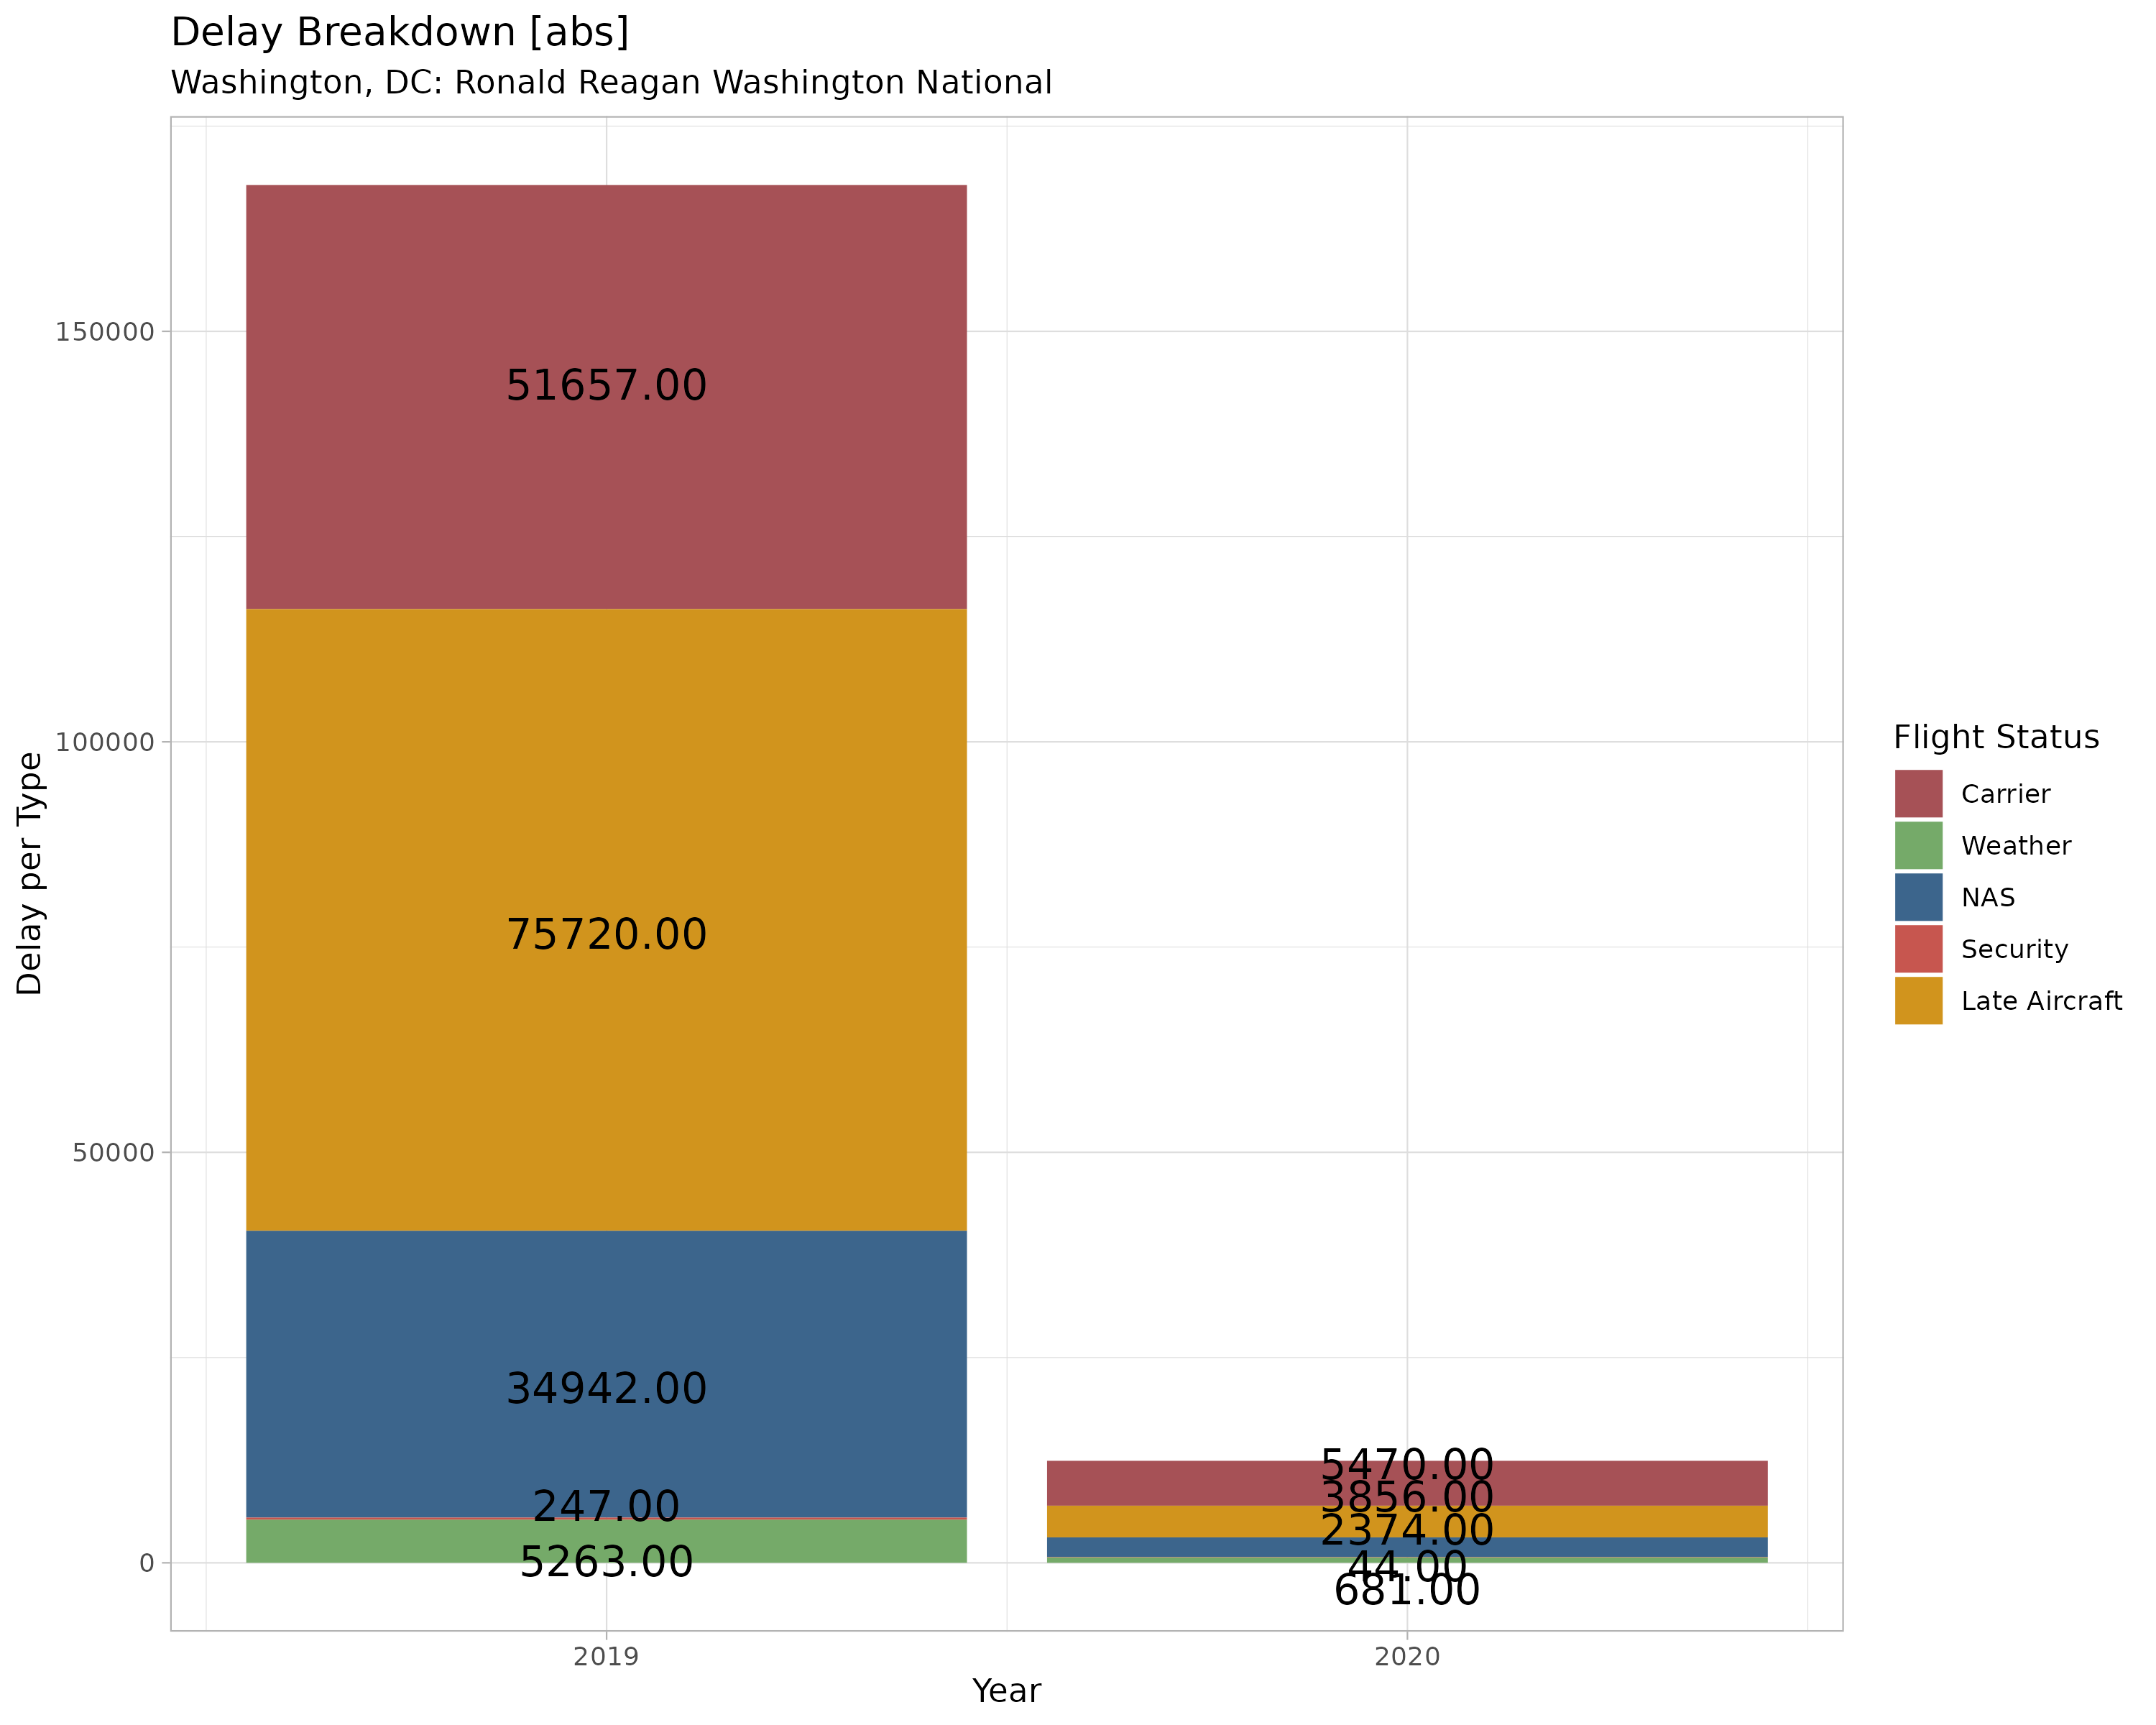 Delay Breakdown [abs]
Washington, DC: Ronald Reagan Washington National
Delay per Type
150000
100000
50000
0
51657.00
75720.00
34942.00
247.00
5263.00
5470.00
3856.00
2374.00
44.00
681.00
2019
2020
Year
Flight Status
Carrier
Weather
NAS
Security
Late Aircraft